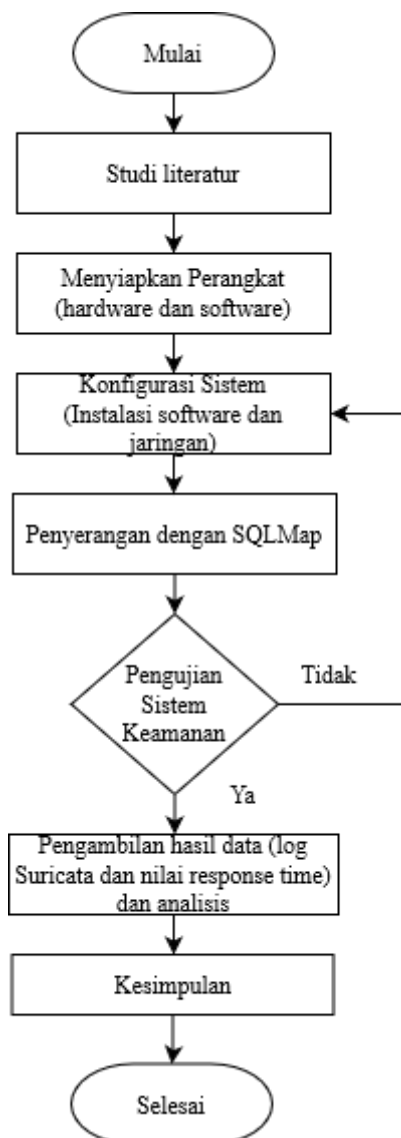 Mulai
Studi literatur
Menyiapkan Perangkat
(hardware dan software)
Konfigurasi Sistem
(Instalasi software dan
jaringan)
Penyerangan dengan SQLMap
Pengujian
Sistem
Keamanan
Tidak
Ya
Pengambilan hasil data (log
Suricata dan nilai response time)
dan analisis
Kesimpulan
Selesai